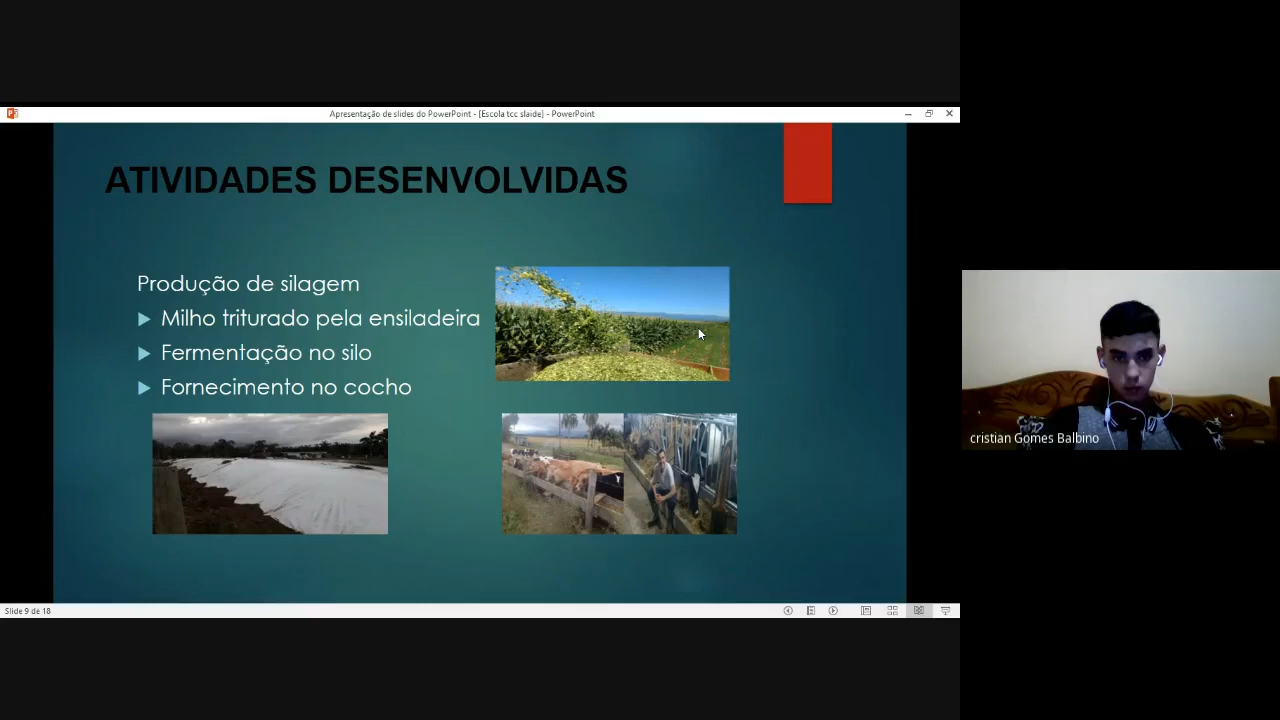 Apresentação de slides do PowerPoint - [Escola tcc slaide] - PowerPoint
ATIVIDADES DESENVOLVIDAS
Produção de silagem
Milho triturado pela ensiladeira
Fermentação no silo
Fornecimento no cocho
cristian Gomes Balbino
Slide 9 de 18